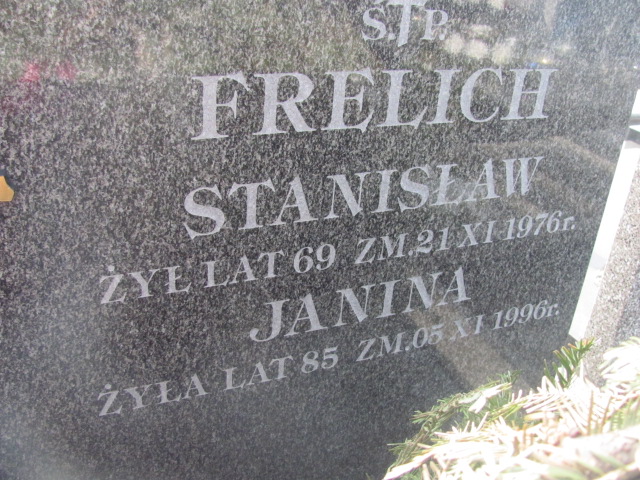 Ś.†P.
FRELICH
STANISŁAW
ŻYŁ LAT 69 ZM.21 XI 1976r.
JANINA
ŻYŁA LAT 85 ZM.05 XI 1996r.